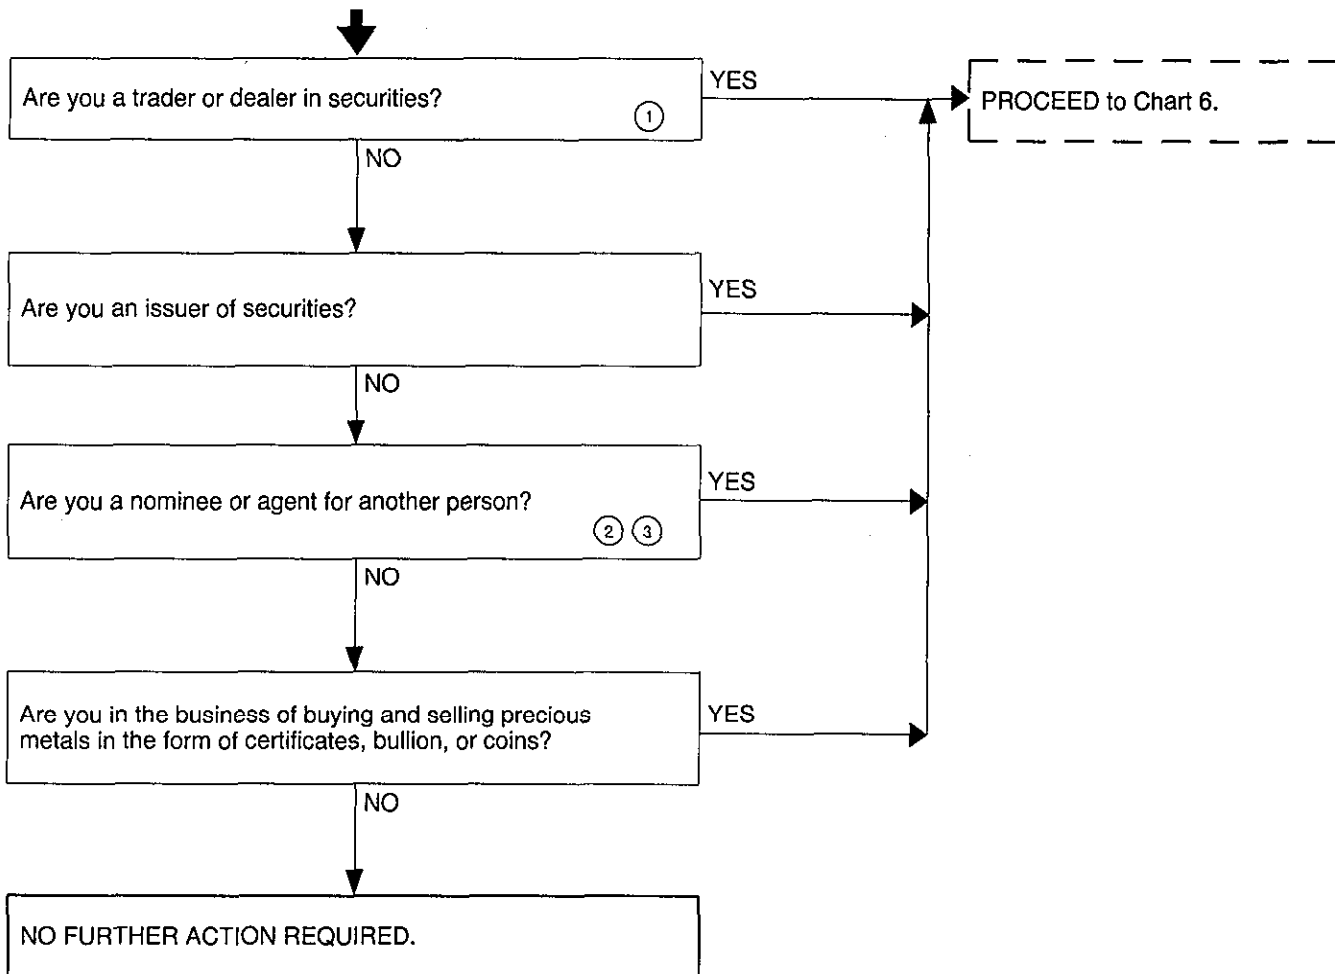 Are you a trader or dealer in securities?
YES
PROCEED to Chart 6.
1
NO
Are you an issuer of securities?
YES
NO
Are you a nominee or agent for another person?
YES
2 3
NO
Are you in the business of buying and selling precious
metals in the form of certificates, bullion, or coins?
YES
NO
NO FURTHER ACTION REQUIRED.